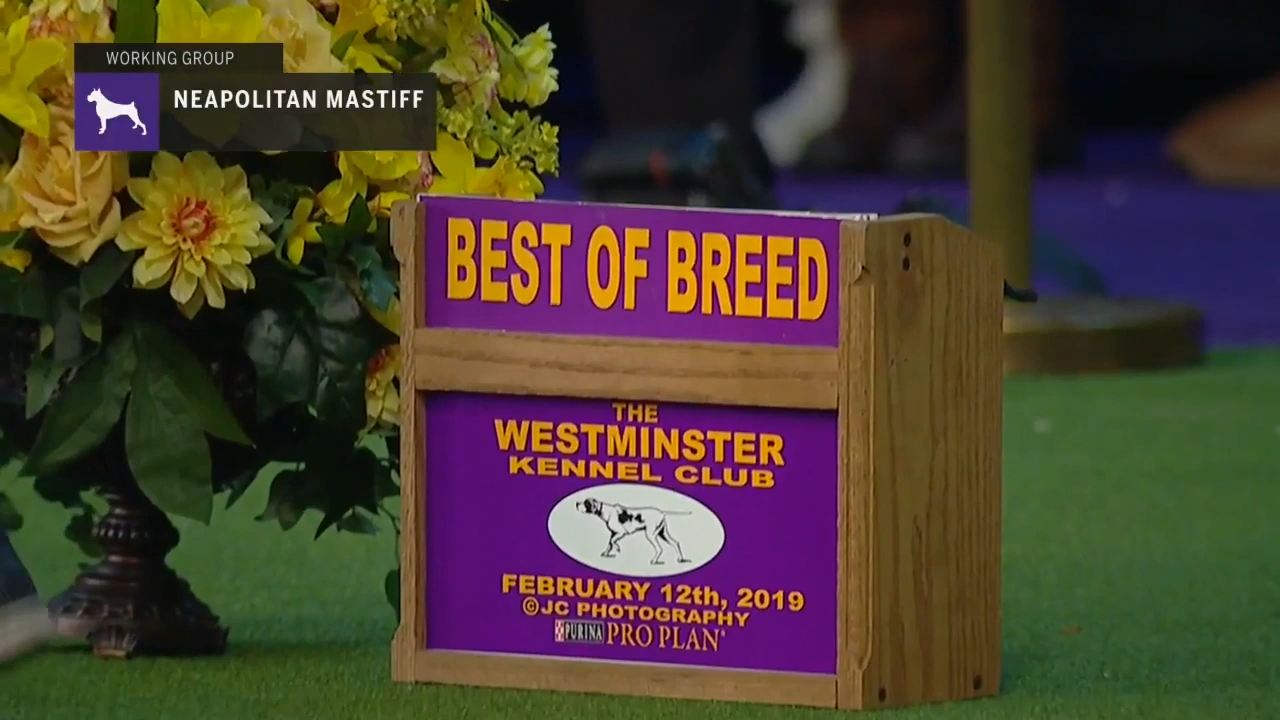 WORKING GROUP
NEAPOLITAN MASTIFF
BEST OF BREED
THE
WESTMINSTER
KENNEL CLUB
FEBRUARY 12th, 2019
©JC PHOTOGRAPHY
PURINA PRO PLAN®